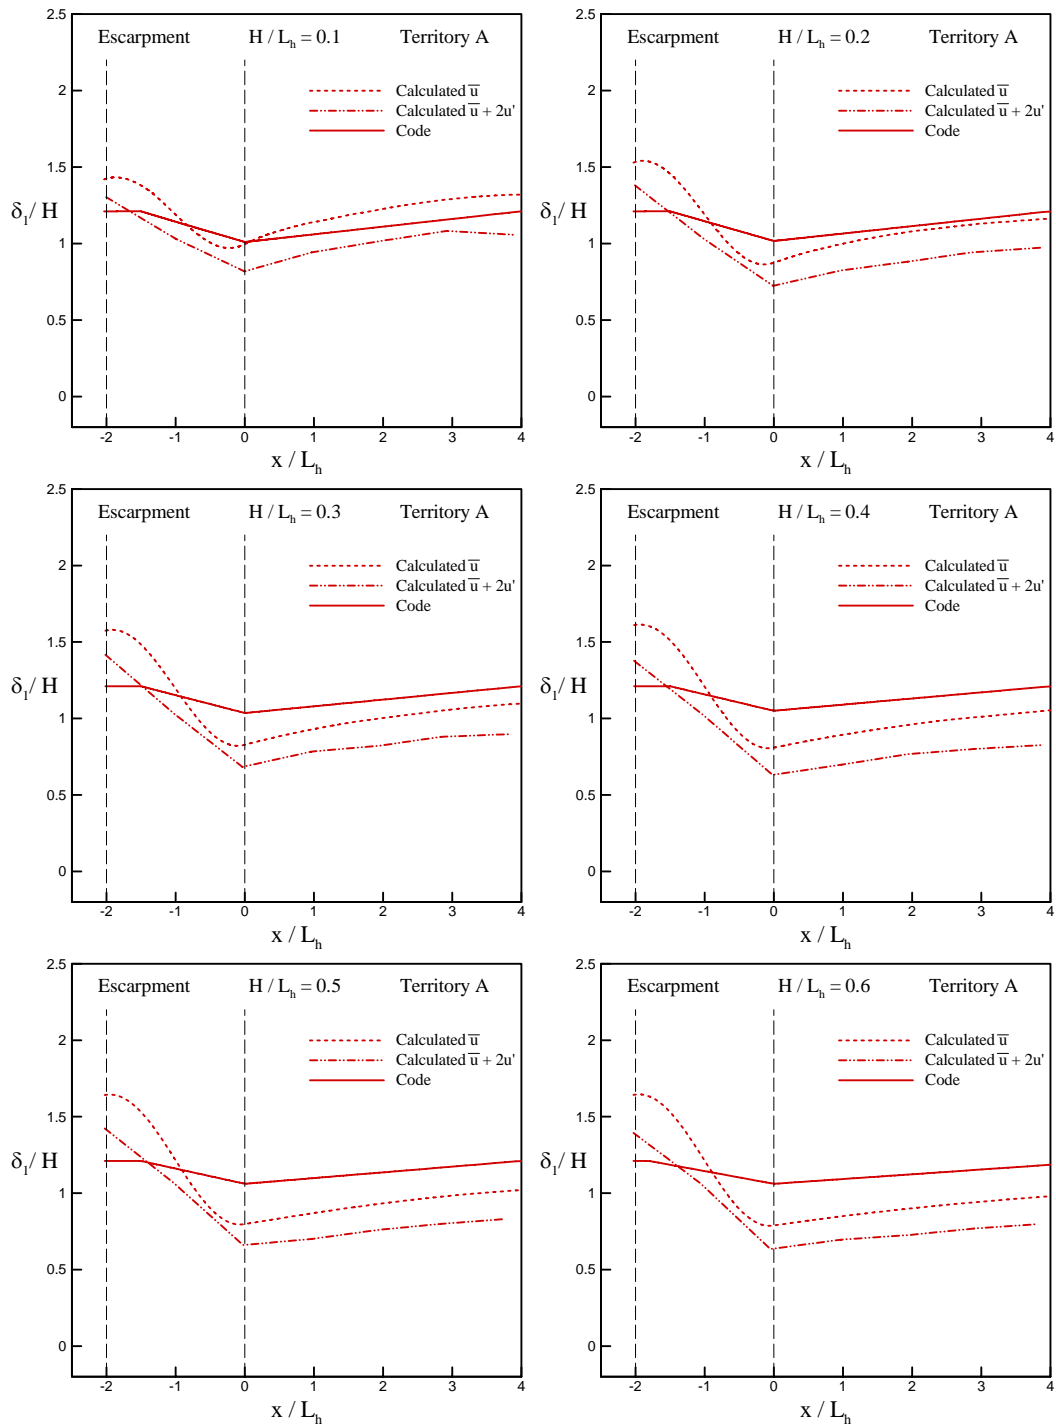 2.5
Escarpment H / Lₕ = 0.1 Territory A
2
Calculated u̅
Calculated u̅ + 2u'
Code
1.5
δ₁/ H
1
0.5
0
-2 -1 0 1 2 3 4
x / Lₕ
2.5
Escarpment H / Lₕ = 0.2 Territory A
2
Calculated u̅
Calculated u̅ + 2u'
Code
1.5
δ₁/ H
1
0.5
0
-2 -1 0 1 2 3 4
x / Lₕ
2.5
Escarpment H / Lₕ = 0.3 Territory A
2
Calculated u̅
Calculated u̅ + 2u'
Code
1.5
δ₁/ H
1
0.5
0
-2 -1 0 1 2 3 4
x / Lₕ
2.5
Escarpment H / Lₕ = 0.4 Territory A
2
Calculated u̅
Calculated u̅ + 2u'
Code
1.5
δ₁/ H
1
0.5
0
-2 -1 0 1 2 3 4
x / Lₕ
2.5
Escarpment H / Lₕ = 0.5 Territory A
2
Calculated u̅
Calculated u̅ + 2u'
Code
1.5
δ₁/ H
1
0.5
0
-2 -1 0 1 2 3 4
x / Lₕ
2.5
Escarpment H / Lₕ = 0.6 Territory A
2
Calculated u̅
Calculated u̅ + 2u'
Code
1.5
δ₁/ H
1
0.5
0
-2 -1 0 1 2 3 4
x / Lₕ